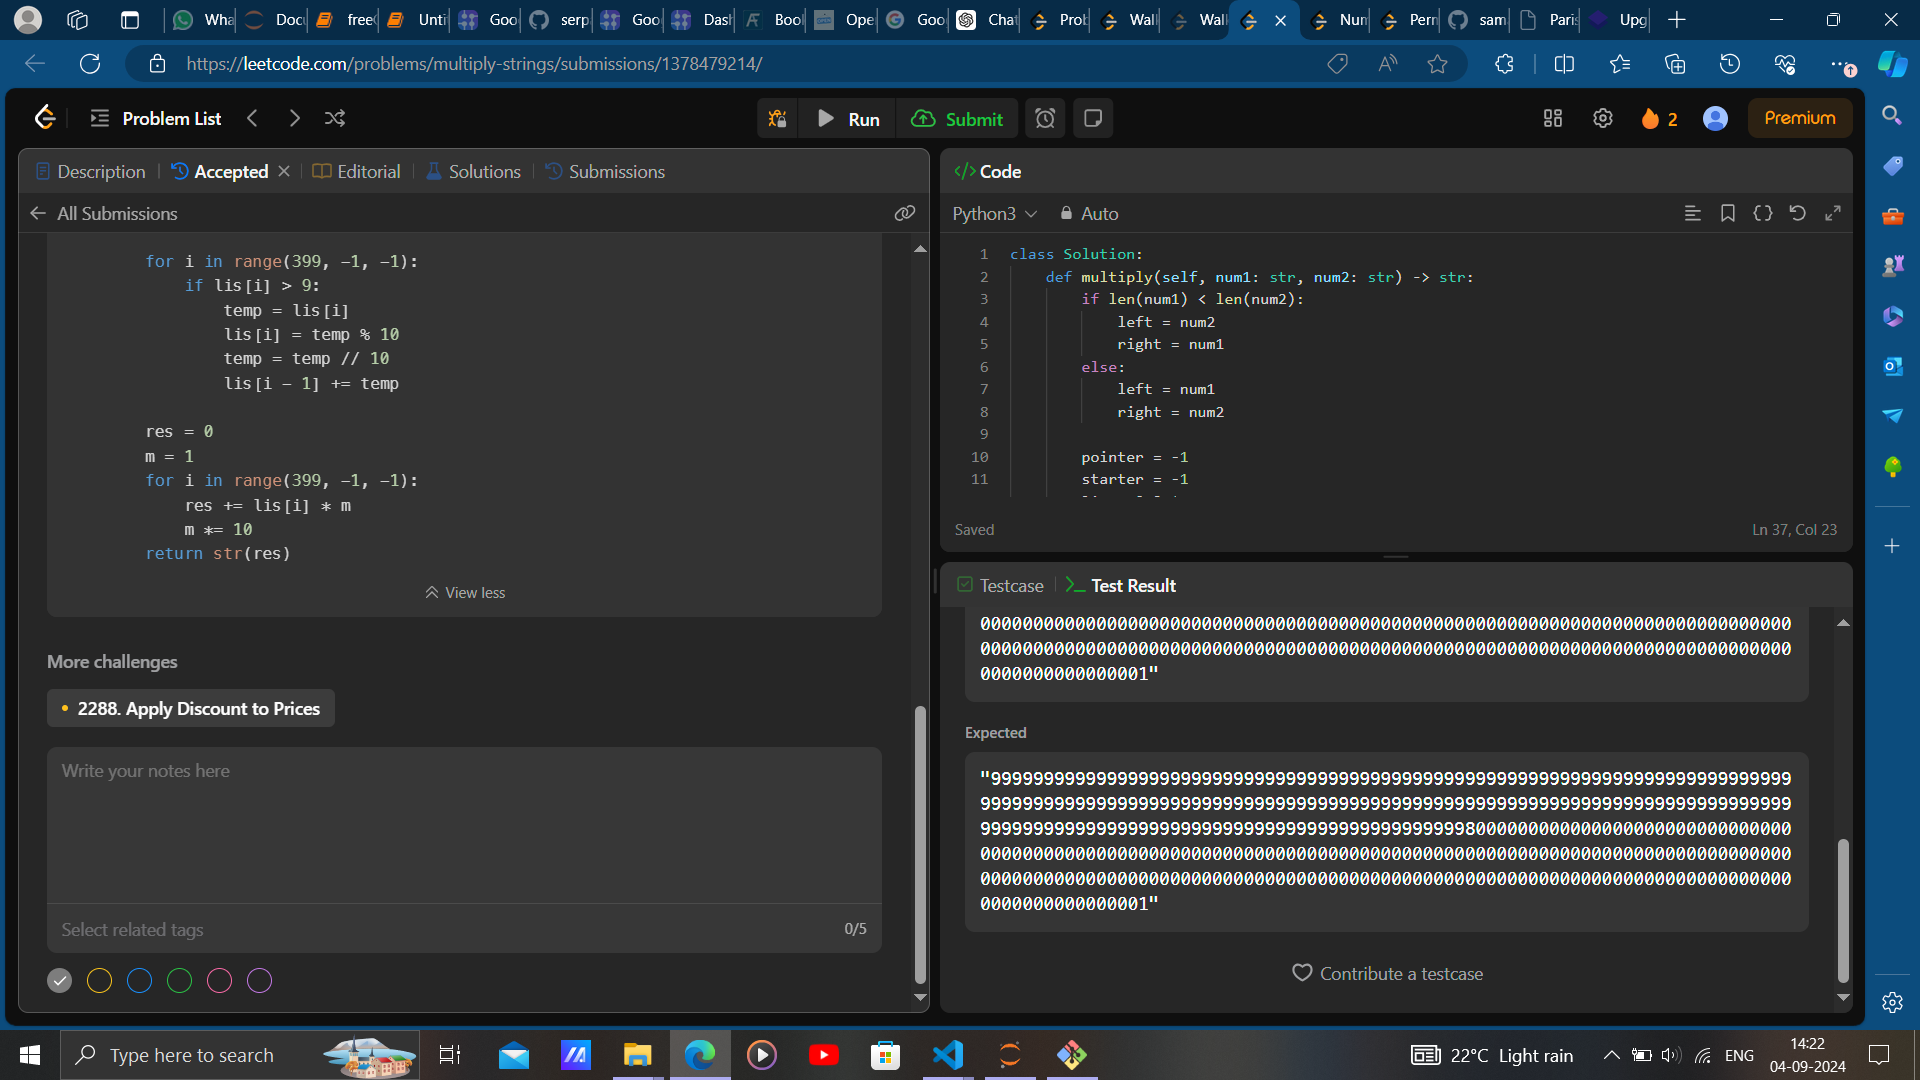 Wha
Docu
free
Unti
Goo
serp
Goo
Dash
Bool
Ope
Goo
Chat
Prob
Wall
Wall
Num
Perm
sam
Paris
Upg
https://leetcode.com/problems/multiply-strings/submissions/1378479214/
Problem List
Run
Submit
2
Premium
Description
Accepted
Editorial
Solutions
Submissions
All Submissions
for i in range(399, -1, -1):
if lis[i] > 9:
temp = lis[i]
lis[i] = temp % 10
temp = temp // 10
lis[i - 1] += temp
res = 0
m = 1
for i in range(399, -1, -1):
res += lis[i] * m
m *= 10
return str(res)
View less
More challenges
2288. Apply Discount to Prices
Write your notes here
Select related tags
0/5
Code
Python3
Auto
1 class Solution:
2 def multiply(self, num1: str, num2: str) -> str:
3 if len(num1) < len(num2):
4 left = num2
5 right = num1
6 else:
7 left = num1
8 right = num2
9
10 pointer = -1
11 starter = -1
Saved
Ln 37, Col 23
Testcase
Test Result
0000000000000001"
Expected
0000000000000001"
Contribute a testcase
Type here to search
22°C Light rain
ENG
14:22
04-09-2024